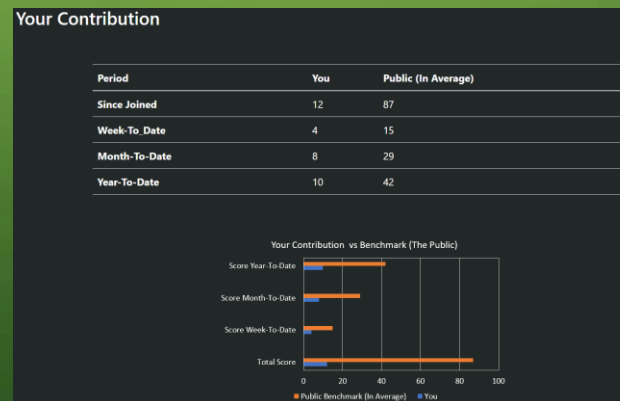 Your Contribution
Period You Public (In Average)
Since Joined 12 87
Week-To_Date 4 15
Month-To-Date 8 29
Year-To-Date 10 42
Your Contribution vs Benchmark (The Public)
Score Year-To-Date
Score Month-To-Date
Score Week-To-Date
Total Score
0 20 40 60 80 100
Public Benchmark (In Average) You